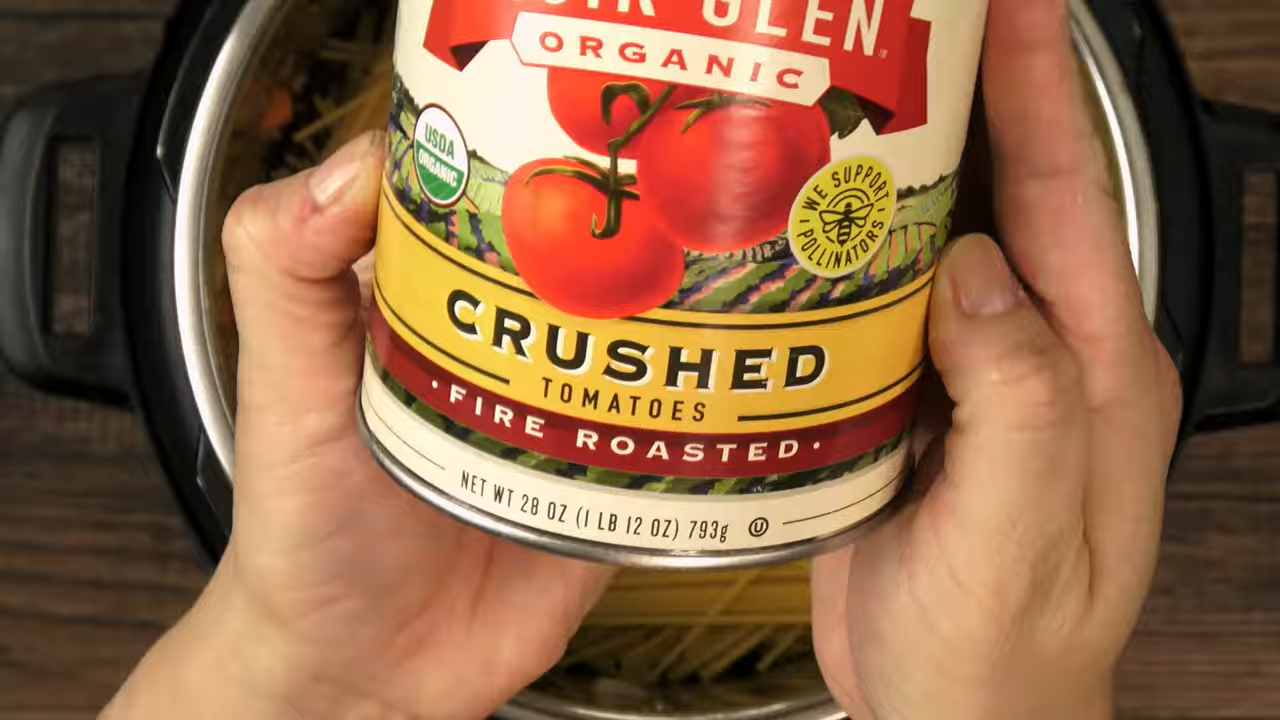 GLEN
ORGANIC
USDA
ORGANIC
WE SUPPORT
POLLINATORS
CRUSHED
TOMATOES
• FIRE ROASTED •
NET WT 28 OZ (1 LB 12 OZ) 793g U